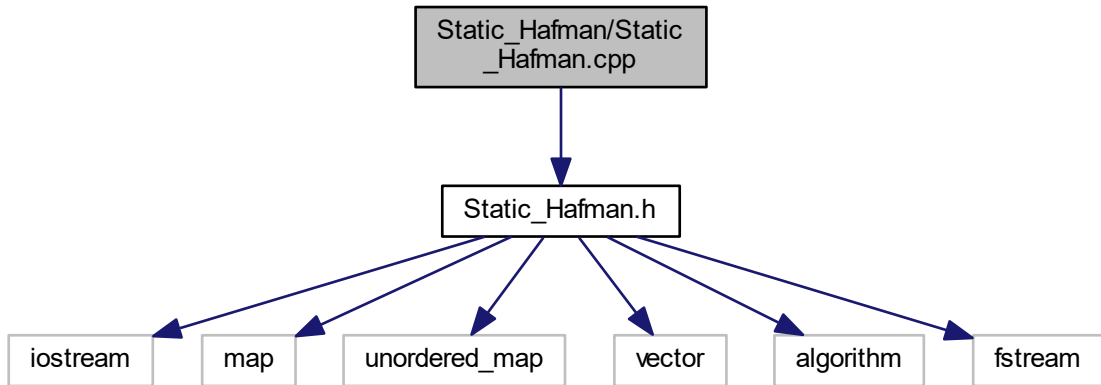 Static_Hafman/Static
_Hafman.cpp
Static_Hafman.h
iostream
map
unordered_map
vector
algorithm
fstream